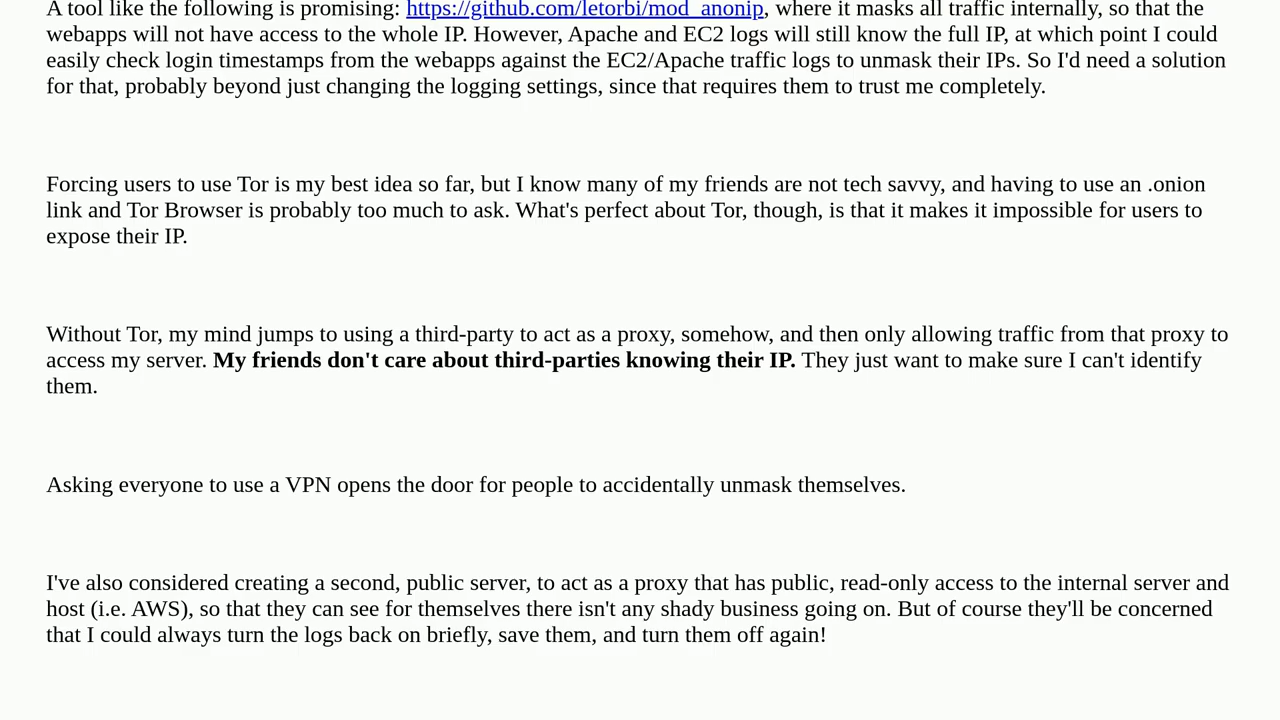 A tool like the following is promising: https://github.com/letorbi/mod_anonip, where it masks all traffic internally, so that the
webapps will not have access to the whole IP. However, Apache and EC2 logs will still know the full IP, at which point I could
easily check login timestamps from the webapps against the EC2/Apache traffic logs to unmask their IPs. So I'd need a solution
for that, probably beyond just changing the logging settings, since that requires them to trust me completely.
Forcing users to use Tor is my best idea so far, but I know many of my friends are not tech savvy, and having to use an .onion
link and Tor Browser is probably too much to ask. What's perfect about Tor, though, is that it makes it impossible for users to
expose their IP.
Without Tor, my mind jumps to using a third-party to act as a proxy, somehow, and then only allowing traffic from that proxy to
access my server. My friends don't care about third-parties knowing their IP. They just want to make sure I can't identify
them.
Asking everyone to use a VPN opens the door for people to accidentally unmask themselves.
I've also considered creating a second, public server, to act as a proxy that has public, read-only access to the internal server and
host (i.e. AWS), so that they can see for themselves there isn't any shady business going on. But of course they'll be concerned
that I could always turn the logs back on briefly, save them, and turn them off again!